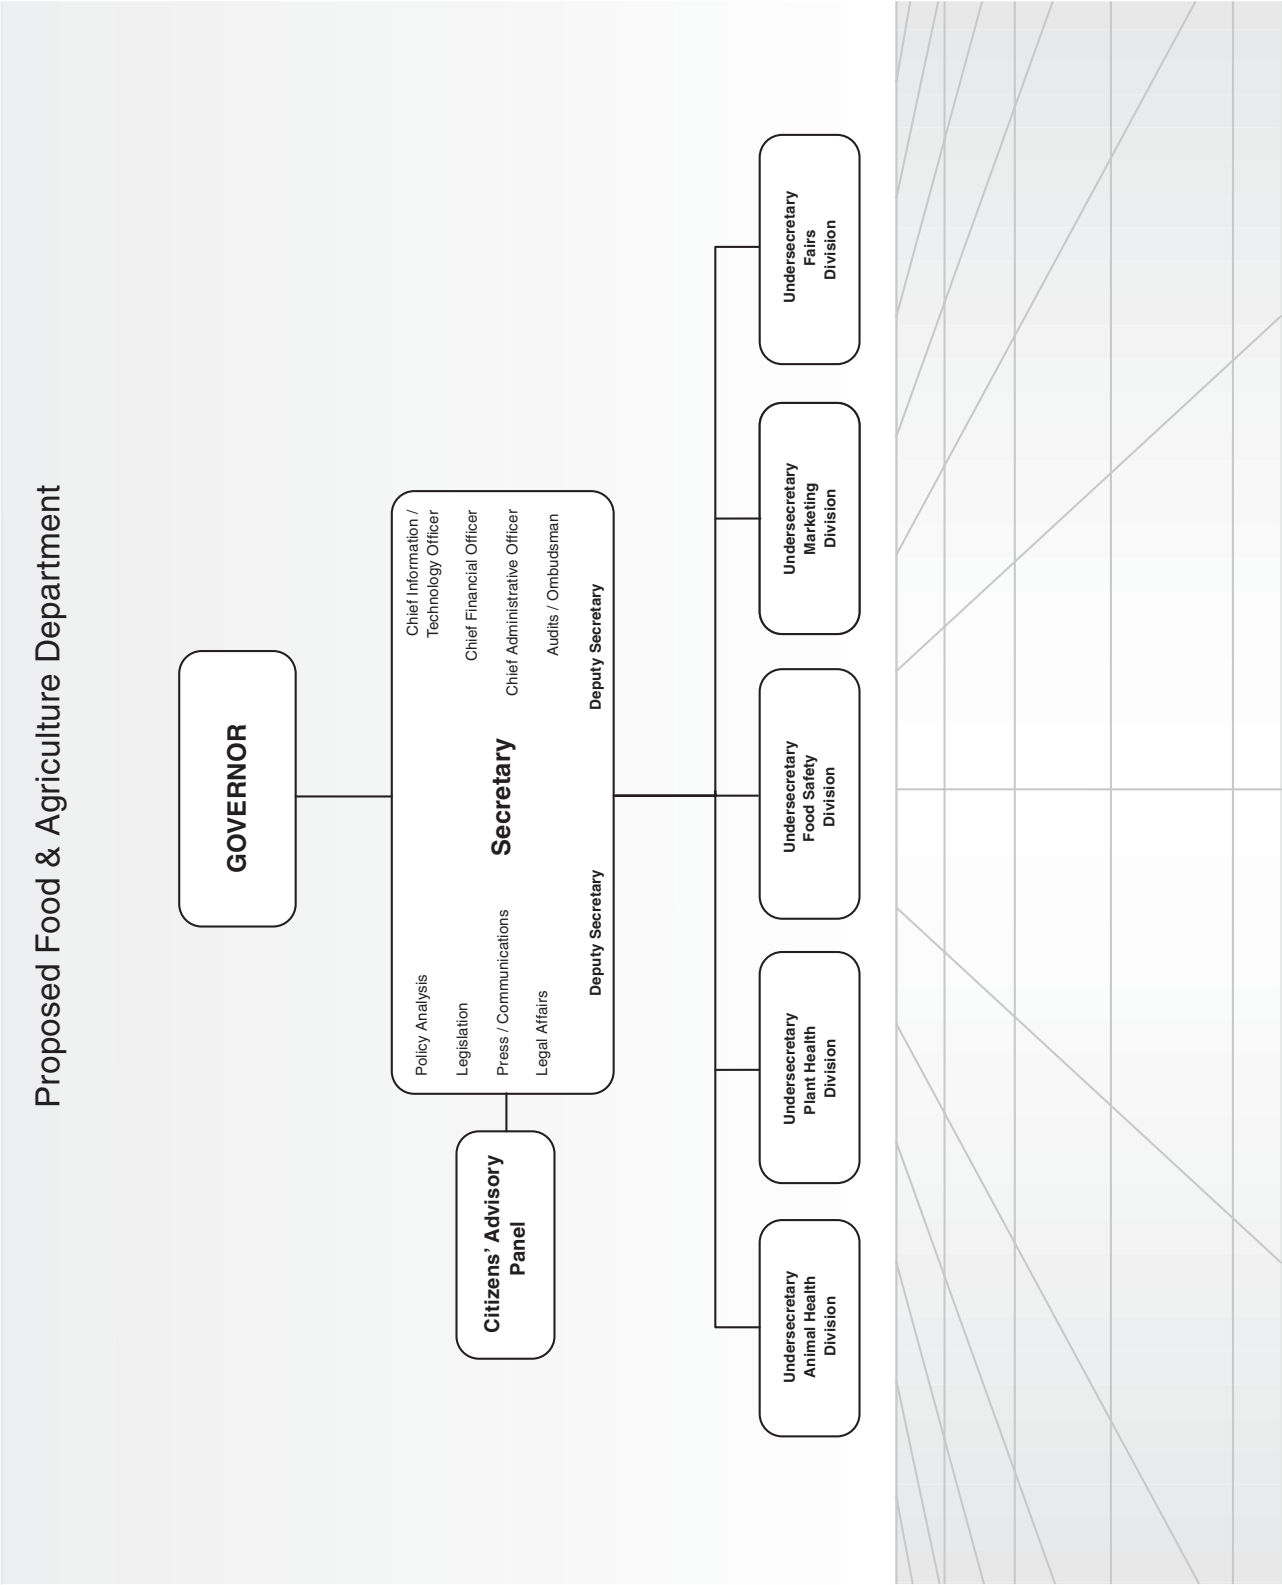 Proposed Food & Agriculture Department
GOVERNOR
Citizens’ Advisory
Panel
Policy Analysis
Legislation
Press / Communications
Legal Affairs
Secretary
Chief Information /
Technology Officer
Chief Financial Officer
Chief Administrative Officer
Audits / Ombudsman
Deputy Secretary
Deputy Secretary
Undersecretary
Animal Health
Division
Undersecretary
Plant Health
Division
Undersecretary
Food Safety
Division
Undersecretary
Marketing
Division
Undersecretary
Fairs
Division